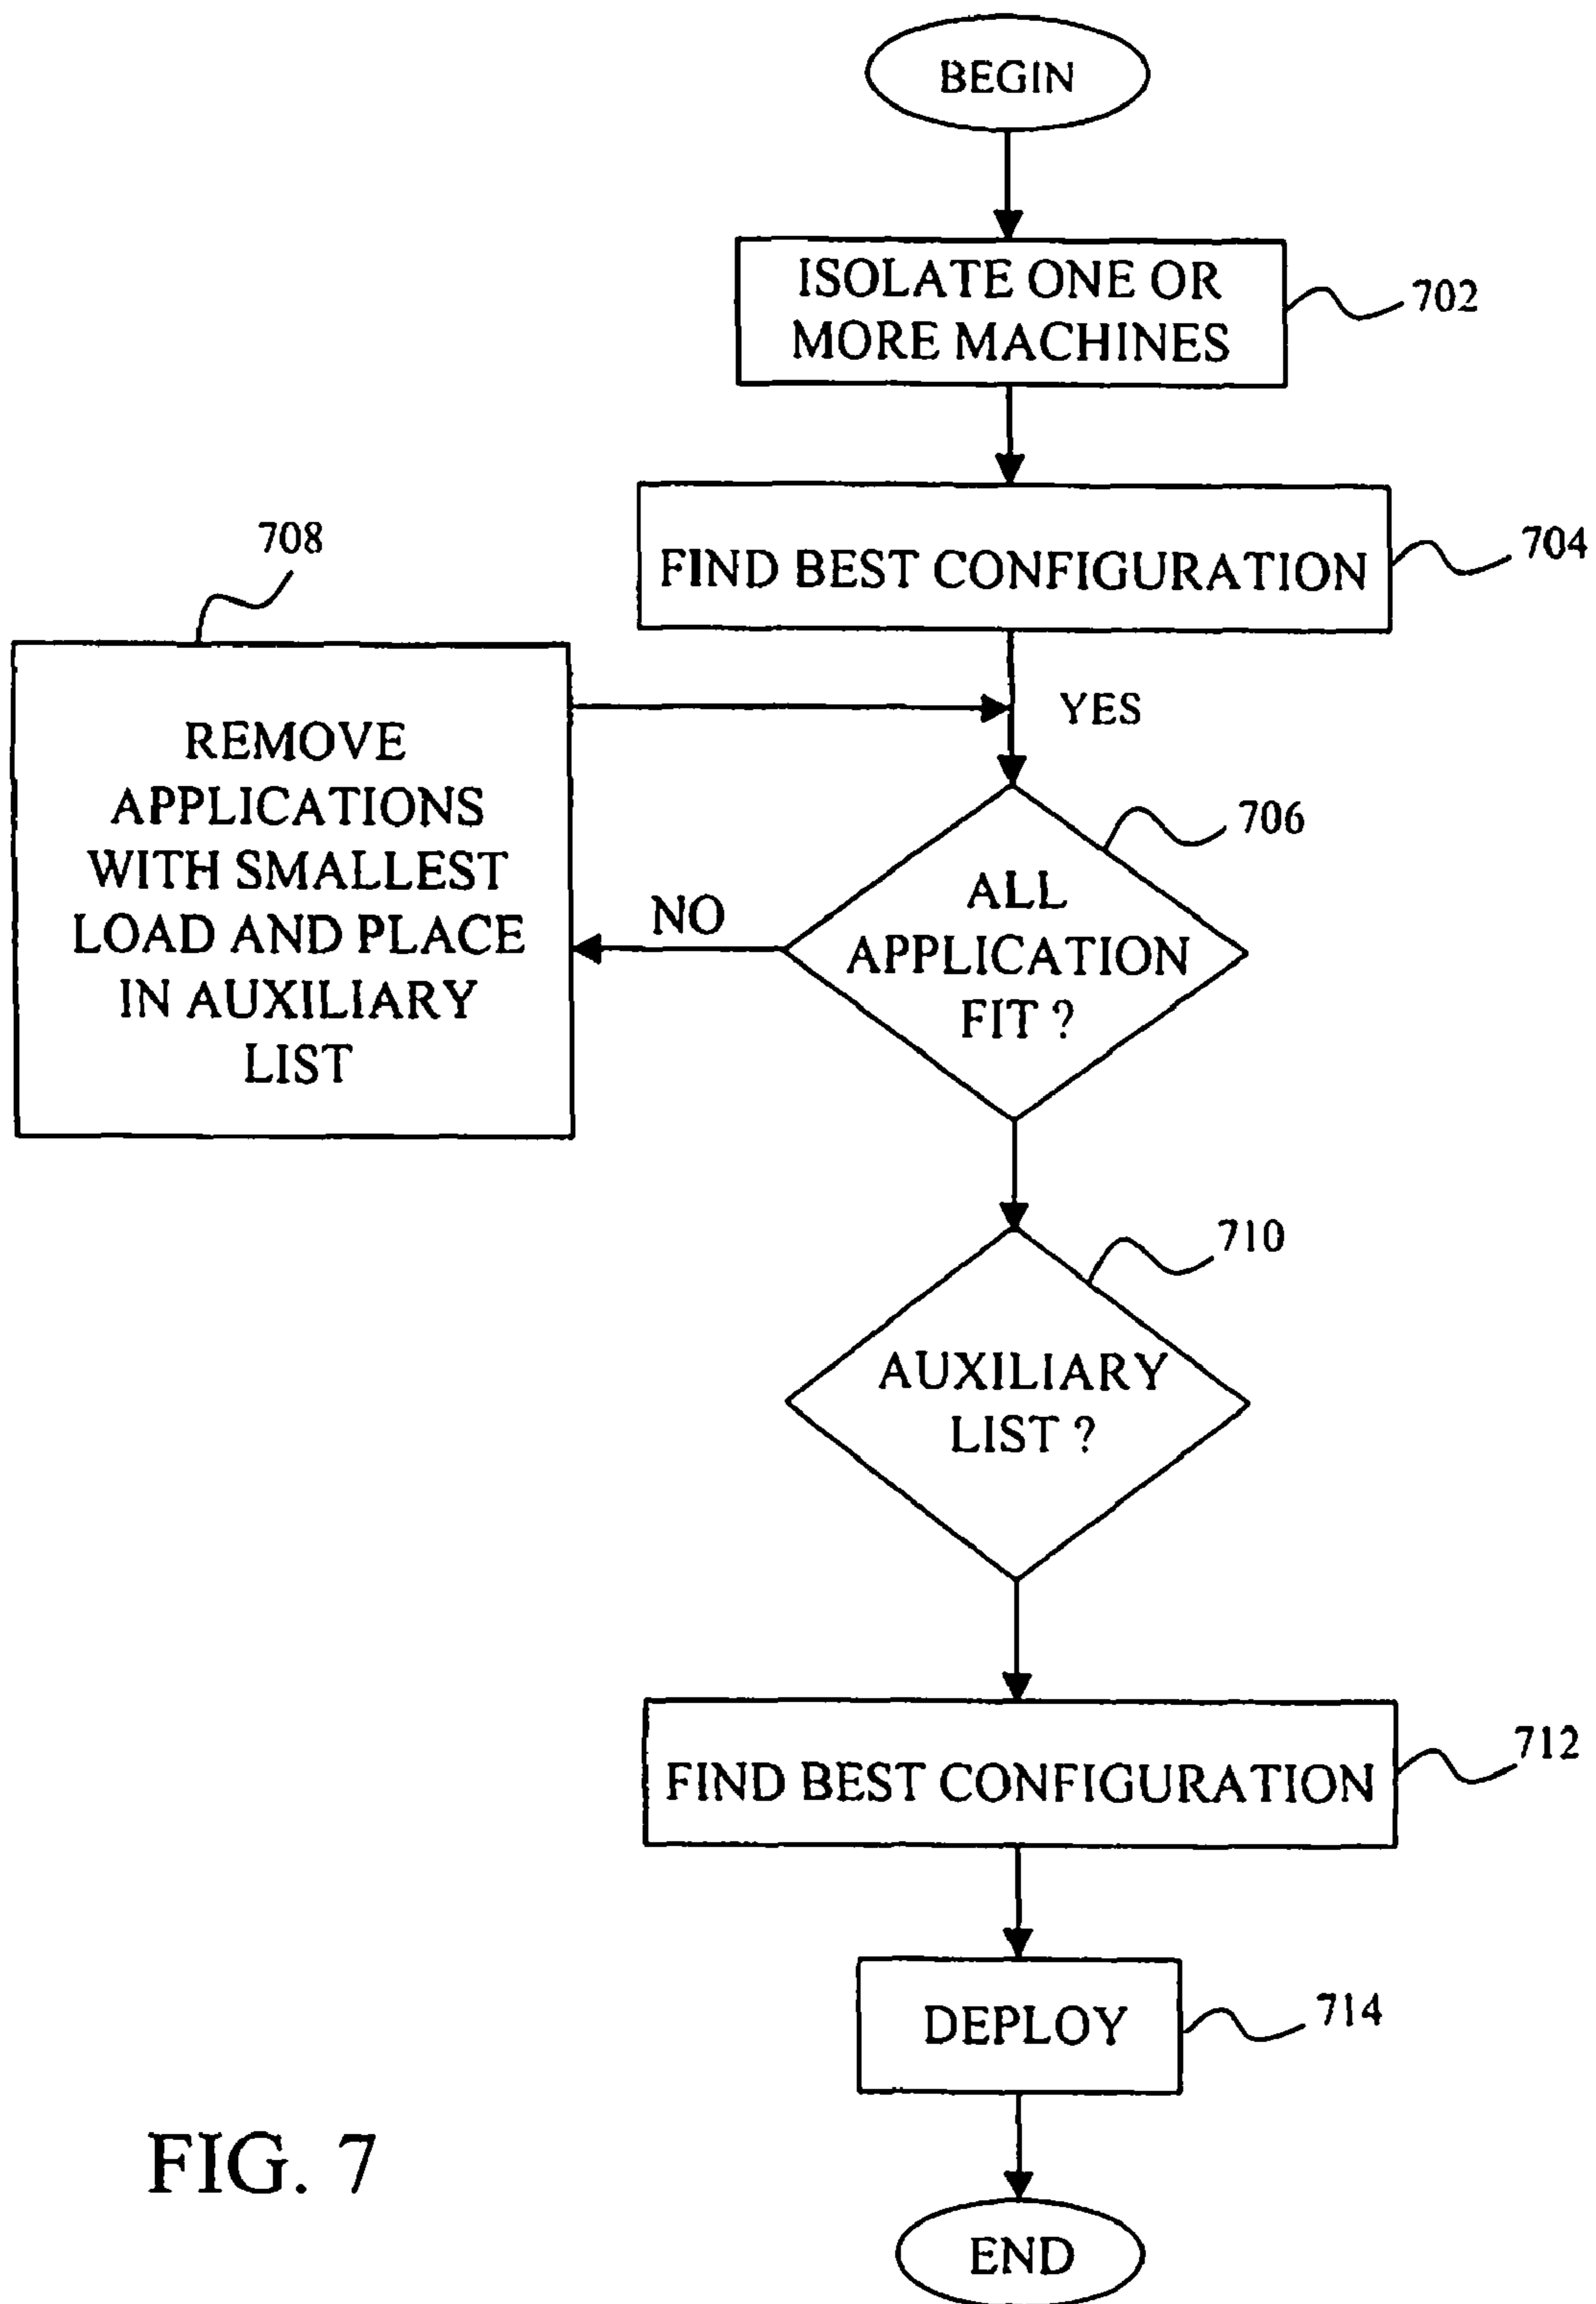 BEGIN
ISOLATE ONE OR
MORE MACHINES
702
FIND BEST CONFIGURATION
704
708
REMOVE
APPLICATIONS
WITH SMALLEST
LOAD AND PLACE
IN AUXILIARY
LIST
YES
NO
706
ALL
APPLICATION
FIT ?
710
AUXILIARY
LIST ?
FIND BEST CONFIGURATION
712
DEPLOY
714
END
FIG. 7